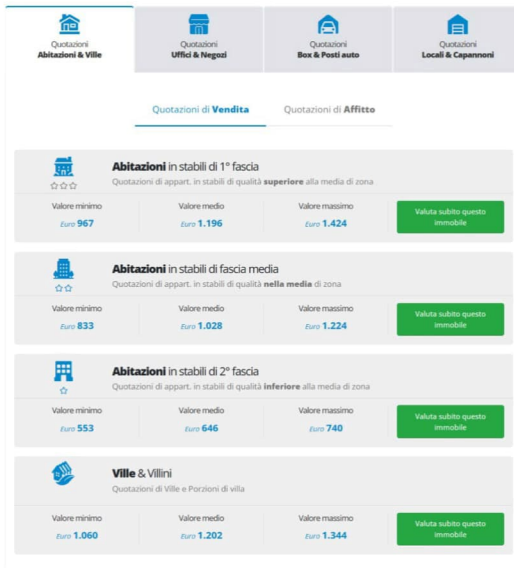 Quotazioni
Abitazioni & Ville
Quotazioni
Uffici & Negozi
Quotazioni
Box & Posti auto
Quotazioni
Locali & Capannoni
Quotazioni di Vendita
Quotazioni di Affitto
Abitazioni in stabili di 1° fascia
Quotazioni di appart. in stabili di qualità superiore alla media di zona
Valore minimo
Valore medio
Valore massimo
Euro 967
Euro 1.196
Euro 1.424
Valuta subito questo
immobile
Abitazioni in stabili di fascia media
Quotazioni di appart. in stabili di qualità nella media di zona
Valore minimo
Valore medio
Valore massimo
Euro 833
Euro 1.028
Euro 1.224
Valuta subito questo
immobile
Abitazioni in stabili di 2° fascia
Quotazioni di appart. in stabili di qualità inferiore alla media di zona
Valore minimo
Valore medio
Valore massimo
Euro 553
Euro 646
Euro 740
Valuta subito questo
immobile
Ville & Villini
Quotazioni di Ville e Porzioni di villa
Valore minimo
Valore medio
Valore massimo
Euro 1.060
Euro 1.202
Euro 1.344
Valuta subito questo
immobile